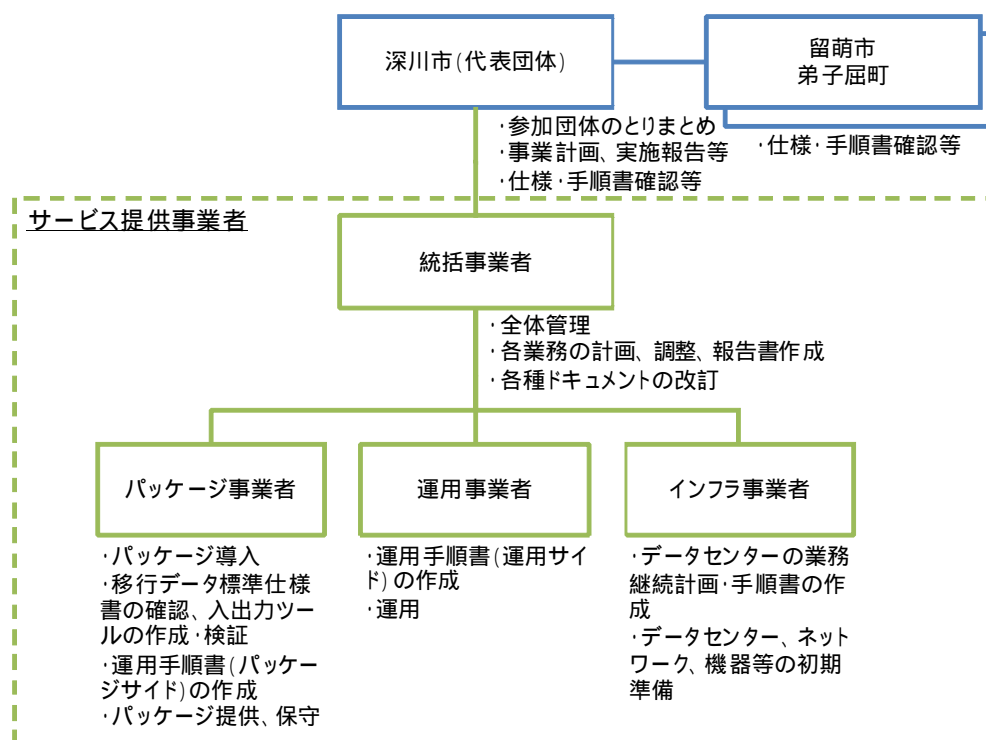 深川市(代表団体)
留萌市
弟子屈町
･参加団体のとりまとめ
･事業計画、実施報告等
･仕様･手順書確認等
･仕様･手順書確認等
サービス提供事業者
統括事業者
･全体管理
･各業務の計画、調整、報告書作成
･各種ドキュメントの改訂
パッケージ事業者
･パッケージ導入
･移行データ標準仕様
書の確認、入出力ツー
ルの作成･検証
･運用手順書(パッケー
ジサイド)の作成
･パッケージ提供、保守
運用事業者
･運用手順書(運用サイ
ド)の作成
･運用
インフラ事業者
･データセンターの業務
継続計画･手順書の作
成
･データセンター、ネット
ワーク、機器等の初期
準備